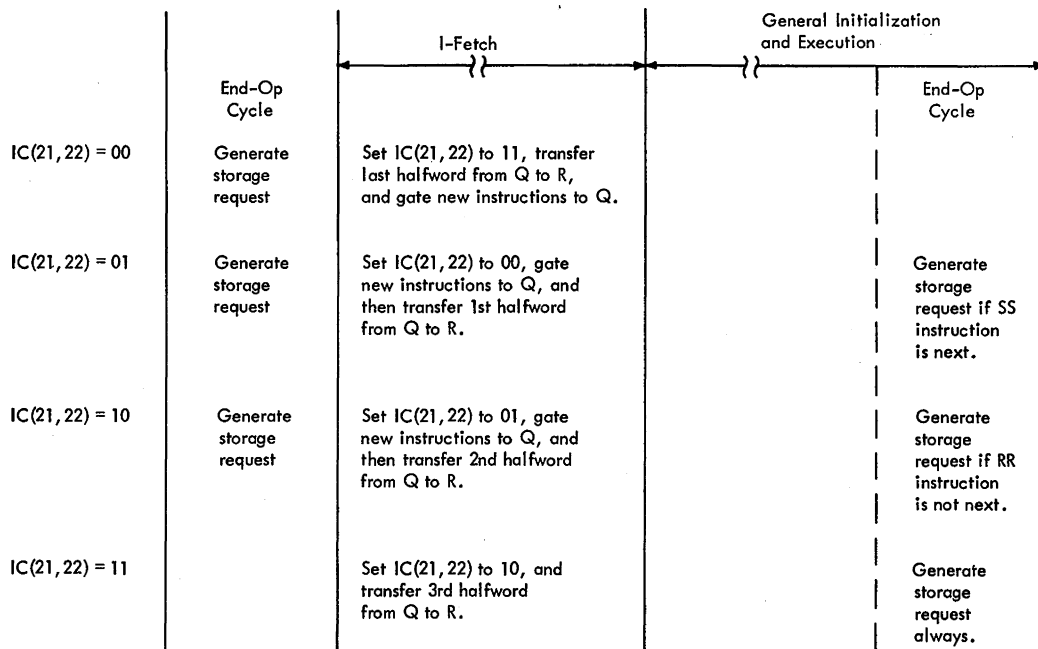 General Initialization
and Execution
I-Fetch
End-Op
Cycle
End-Op
Cycle
IC(21,22) = 00
Generate
storage
request
Set IC(21,22) to 11, transfer
last halfword from Q to R,
and gate new instructions to Q.
IC(21,22) = 01
Generate
storage
request
Set IC(21,22) to 00, gate
new instructions to Q, and
then transfer 1st halfword
from Q to R.
Generate
storage
request if SS
instruction
is next.
IC(21,22) = 10
Generate
storage
request
Set IC(21,22) to 01, gate
new instructions to Q, and
then transfer 2nd halfword
from Q to R.
Generate
storage
request if RR
instruction
is not next.
IC(21,22) = 11
Set IC(21,22) to 10, and
transfer 3rd halfword
from Q to R.
Generate
storage
request
always.